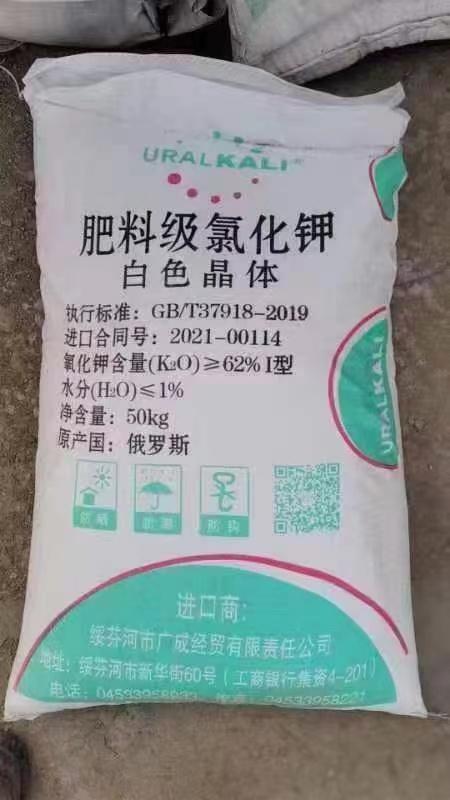 URALKALI®
肥料级氯化钾
白色晶体
执行标准：GB/T37918-2019
进口合同号：2021-00114
氧化钾含量(K₂O)≥62% I型
水分(H₂O)≤1%
净含量：50kg
原产国：俄罗斯
URALKALI
防晒
防潮
防钩
进口商：
绥芬河市广成经贸有限责任公司
地址：绥芬河市新华街60号（工商银行集资4-201）
电话：